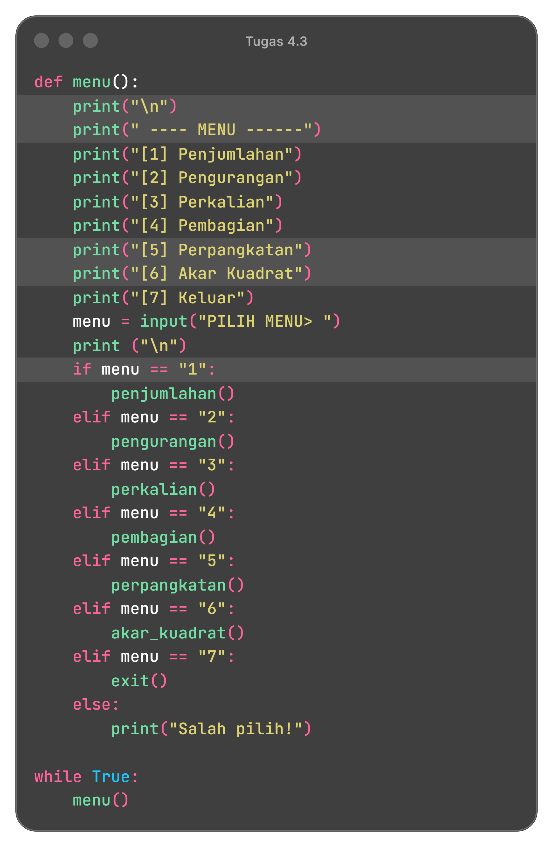 Tugas 4.3
def menu():
    print("\n")
    print(" ---- MENU ------")
    print("[1] Penjumlahan")
    print("[2] Pengurangan")
    print("[3] Perkalian")
    print("[4] Pembagian")
    print("[5] Perpangkatan")
    print("[6] Akar Kuadrat")
    print("[7] Keluar")
    menu = input("PILIH MENU> ")
    print ("\n")
    if menu == "1":
        penjumlahan()
    elif menu == "2":
        pengurangan()
    elif menu == "3":
        perkalian()
    elif menu == "4":
        pembagian()
    elif menu == "5":
        perpangkatan()
    elif menu == "6":
        akar_kuadrat()
    elif menu == "7":
        exit()
    else:
        print("Salah pilih!")
while True:
    menu()